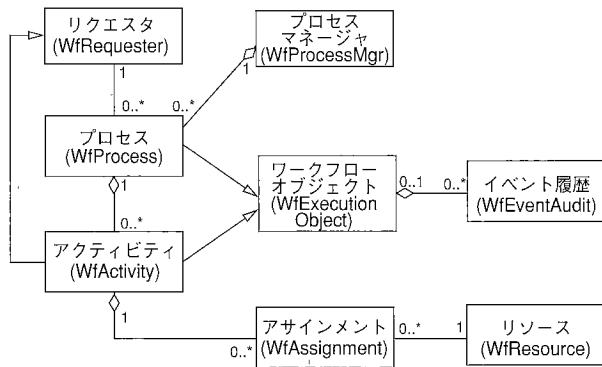 リクエスタ
(WfRequester)
プロセス
マネージャ
(WfProcessMgr)
1
0..*
0..*
1
プロセス
(WfProcess)
1
0..*
ワークフロー
オブジェクト
(WfExecution
Object)
0..1
0..*
イベント履歴
(WfEventAudit)
アクティビティ
(WfActivity)
1
0..*
アサインメント
(WfAssignment)
0..*
1
リソース
(WfResource)